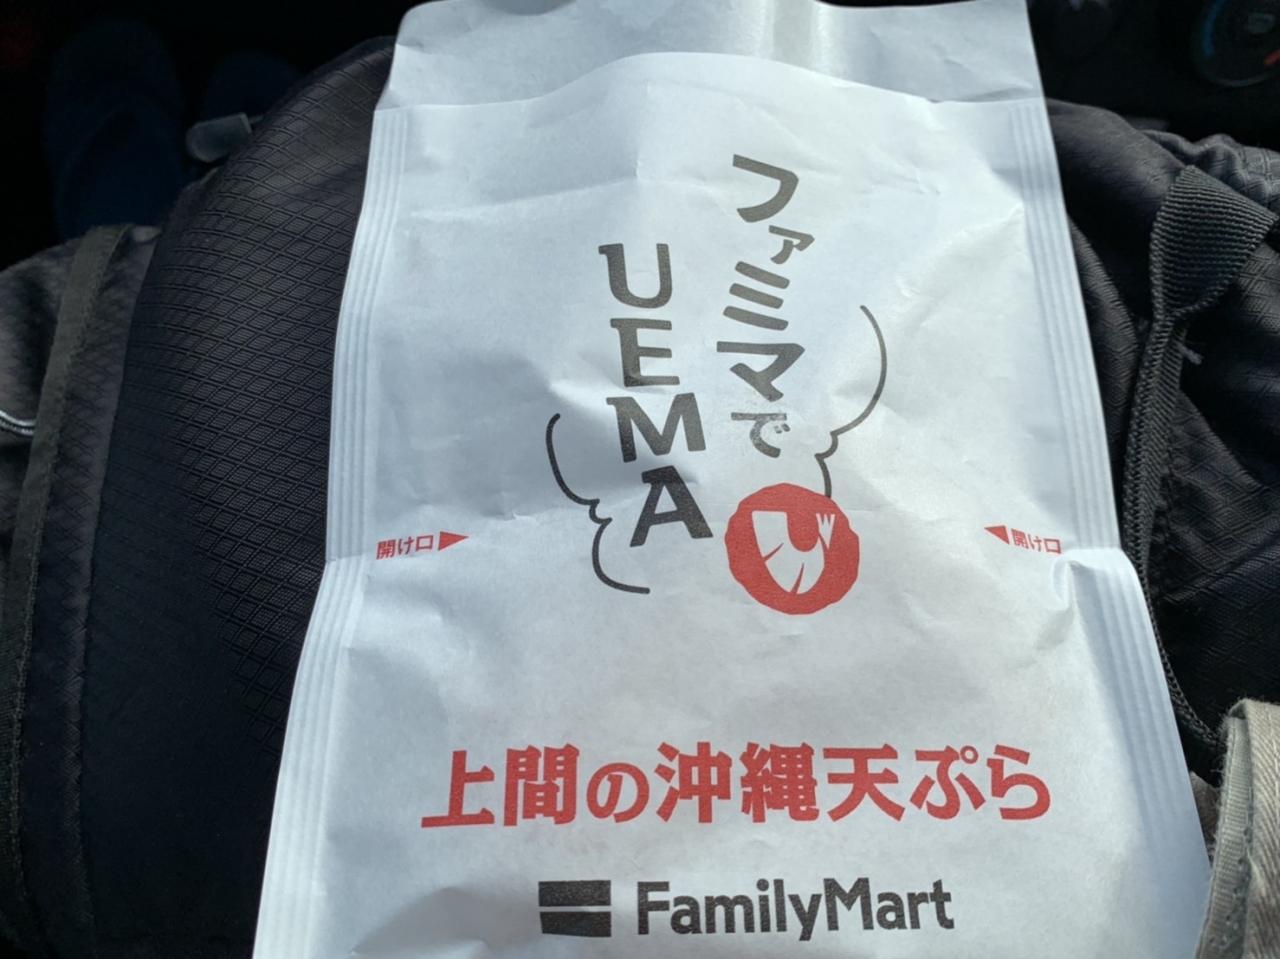 ファミマで
UEMA
開け口
開け口
上間の沖縄天ぷら
FamilyMart